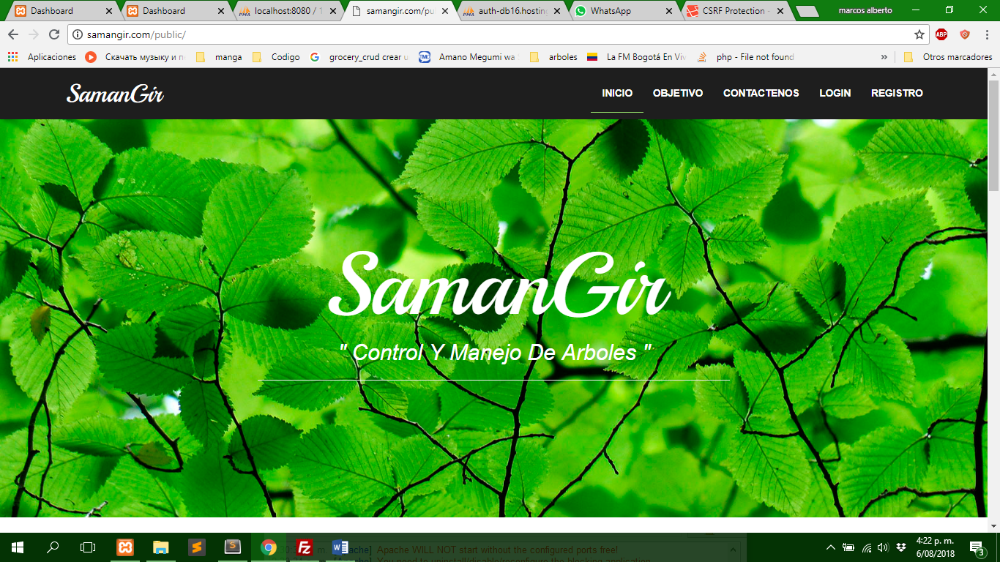 Dashboard
Dashboard
localhost:8080 / 1
samangir.com/pu
auth-db16.hosting
WhatsApp
CSRF Protection -
marcos alberto
samangir.com/public/
ABP
Aplicaciones
Скачать музыку и п
manga
Codigo
grocery_crud crear u
TMO
Amano Megumi wa
arboles
La FM Bogotá En Viv
php - File not found
»
Otros marcadores
SamanGir
INICIO
OBJETIVO
CONTACTENOS
LOGIN
REGISTRO
SamanGir
" Control Y Manejo De Arboles "
Apache WILL NOT start without the configured ports free!
You need to uninstall/disable/reconfigure the blocking application
4:22 p. m.
6/08/2018
3